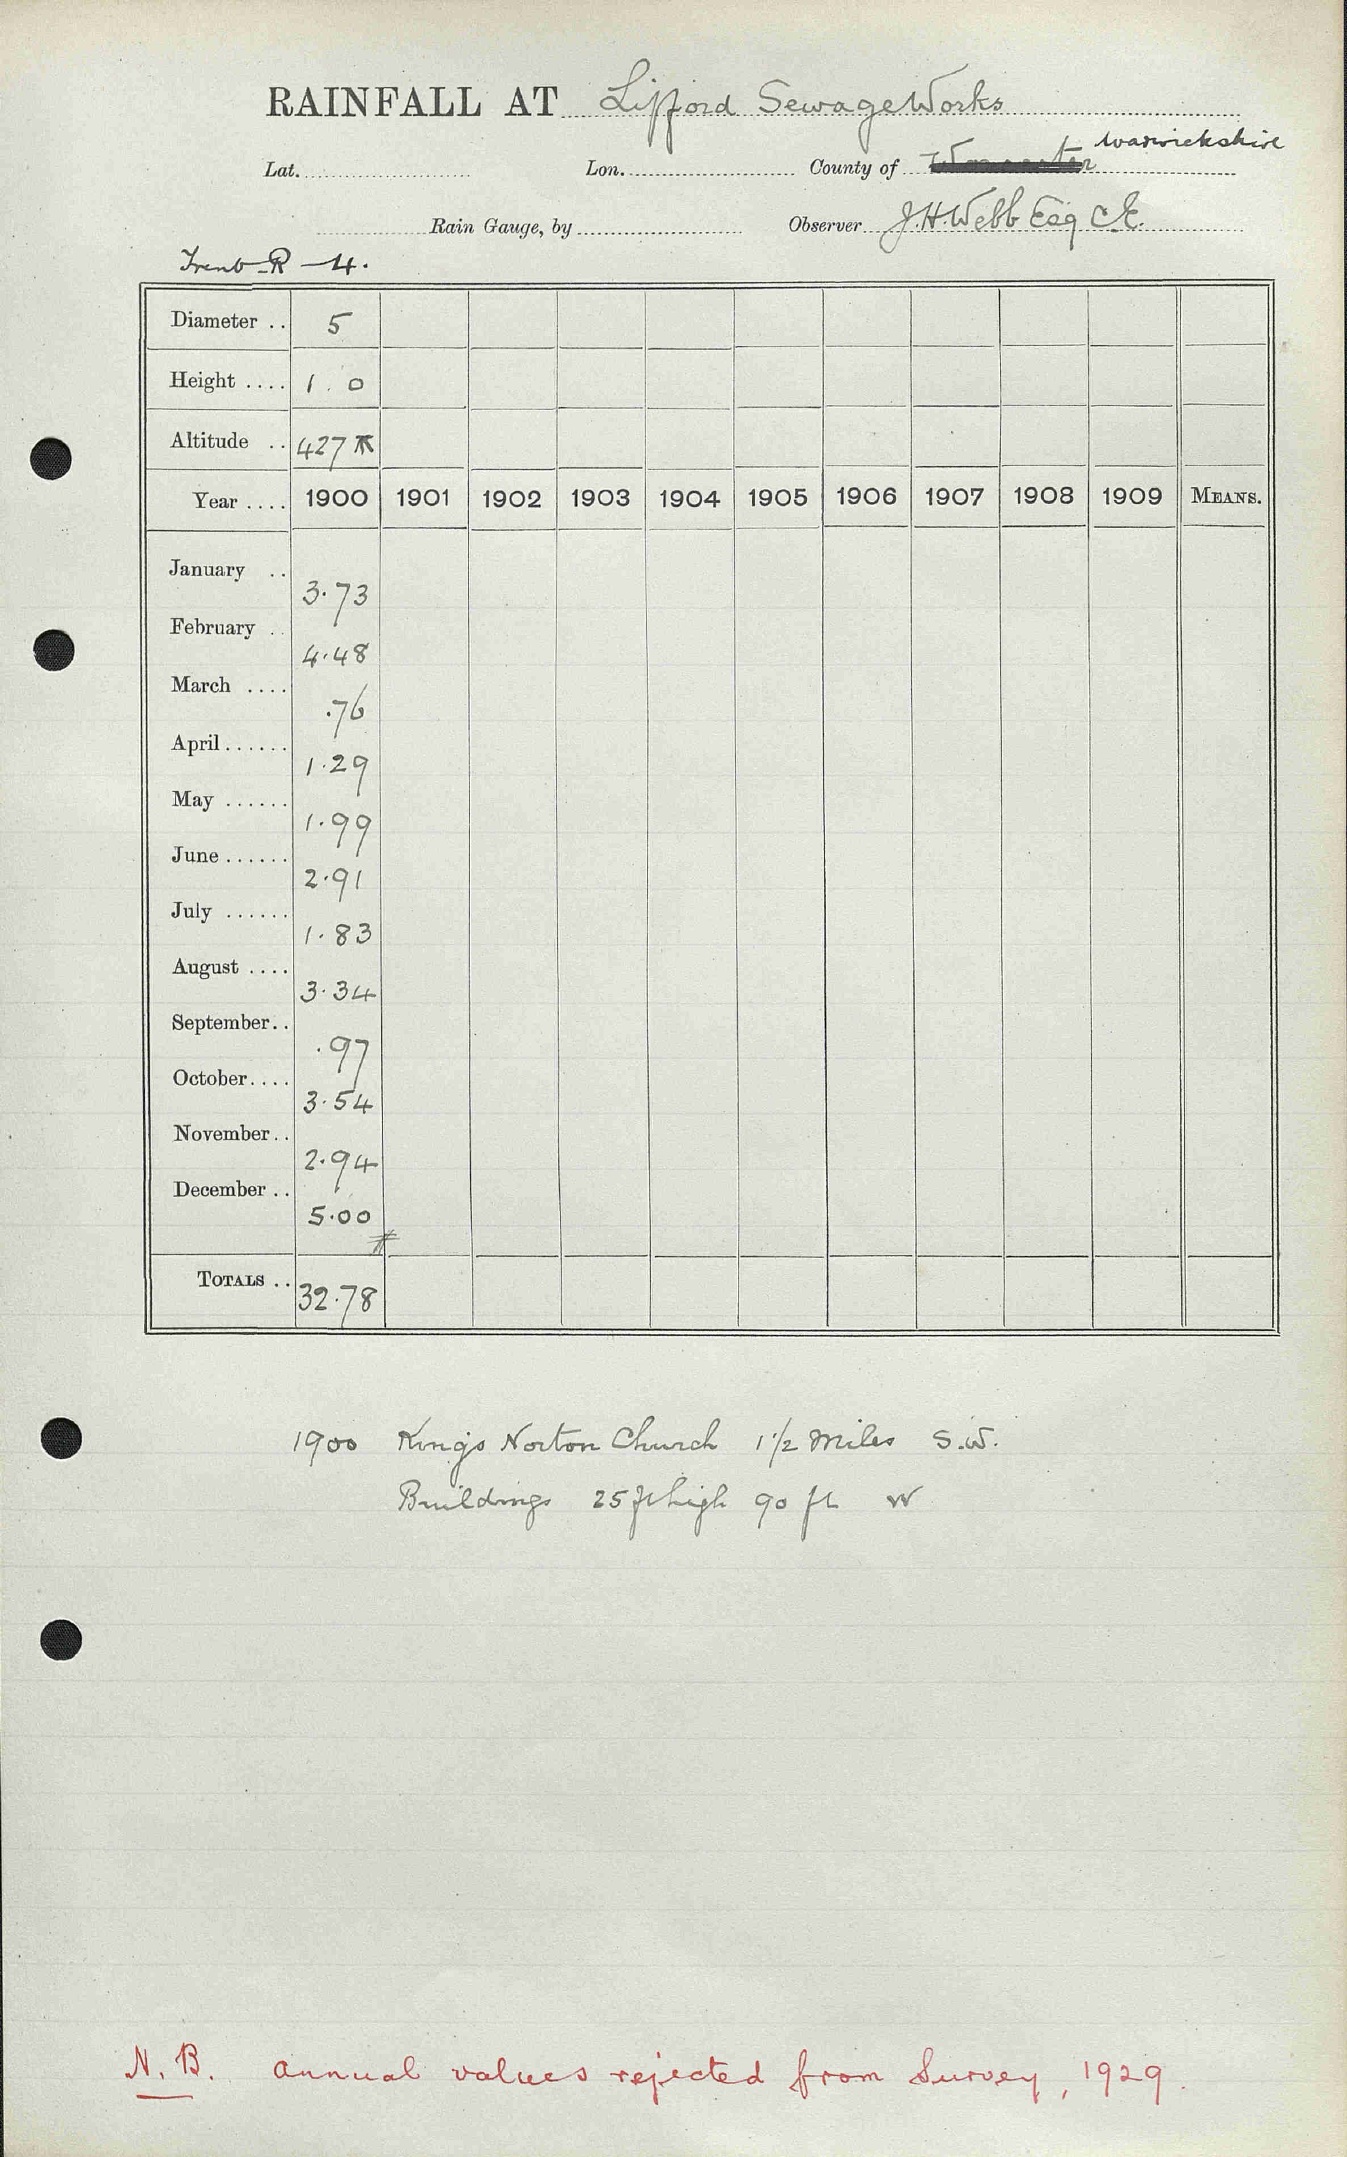 RAINFALL AT Lifford Sewage Works
Lat. Lon. County of Worcester Warwickshire
Rain Gauge, by Observer J.H. Webb Esq C.E.
Trent R — 4.
Diameter .. 5
Height .... 1 . 0
Altitude .. 427
Year .... 1900 1901 1902 1903 1904 1905 1906 1907 1908 1909 MEANS.
January .. 3.73
February .. 4.48
March .... .76
April ...... 1.29
May ...... 1.99
June ...... 2.91
July ...... 1.83
August .... 3.34
September .. .97
October .... 3.54
November .. 2.94
December .. 5.00
TOTALS .. 32.78
1900 Kings Norton Church 1½ Miles S.W.
Buildings 25 ft high 90 ft W
N.B. annual values rejected from Survey, 1929.